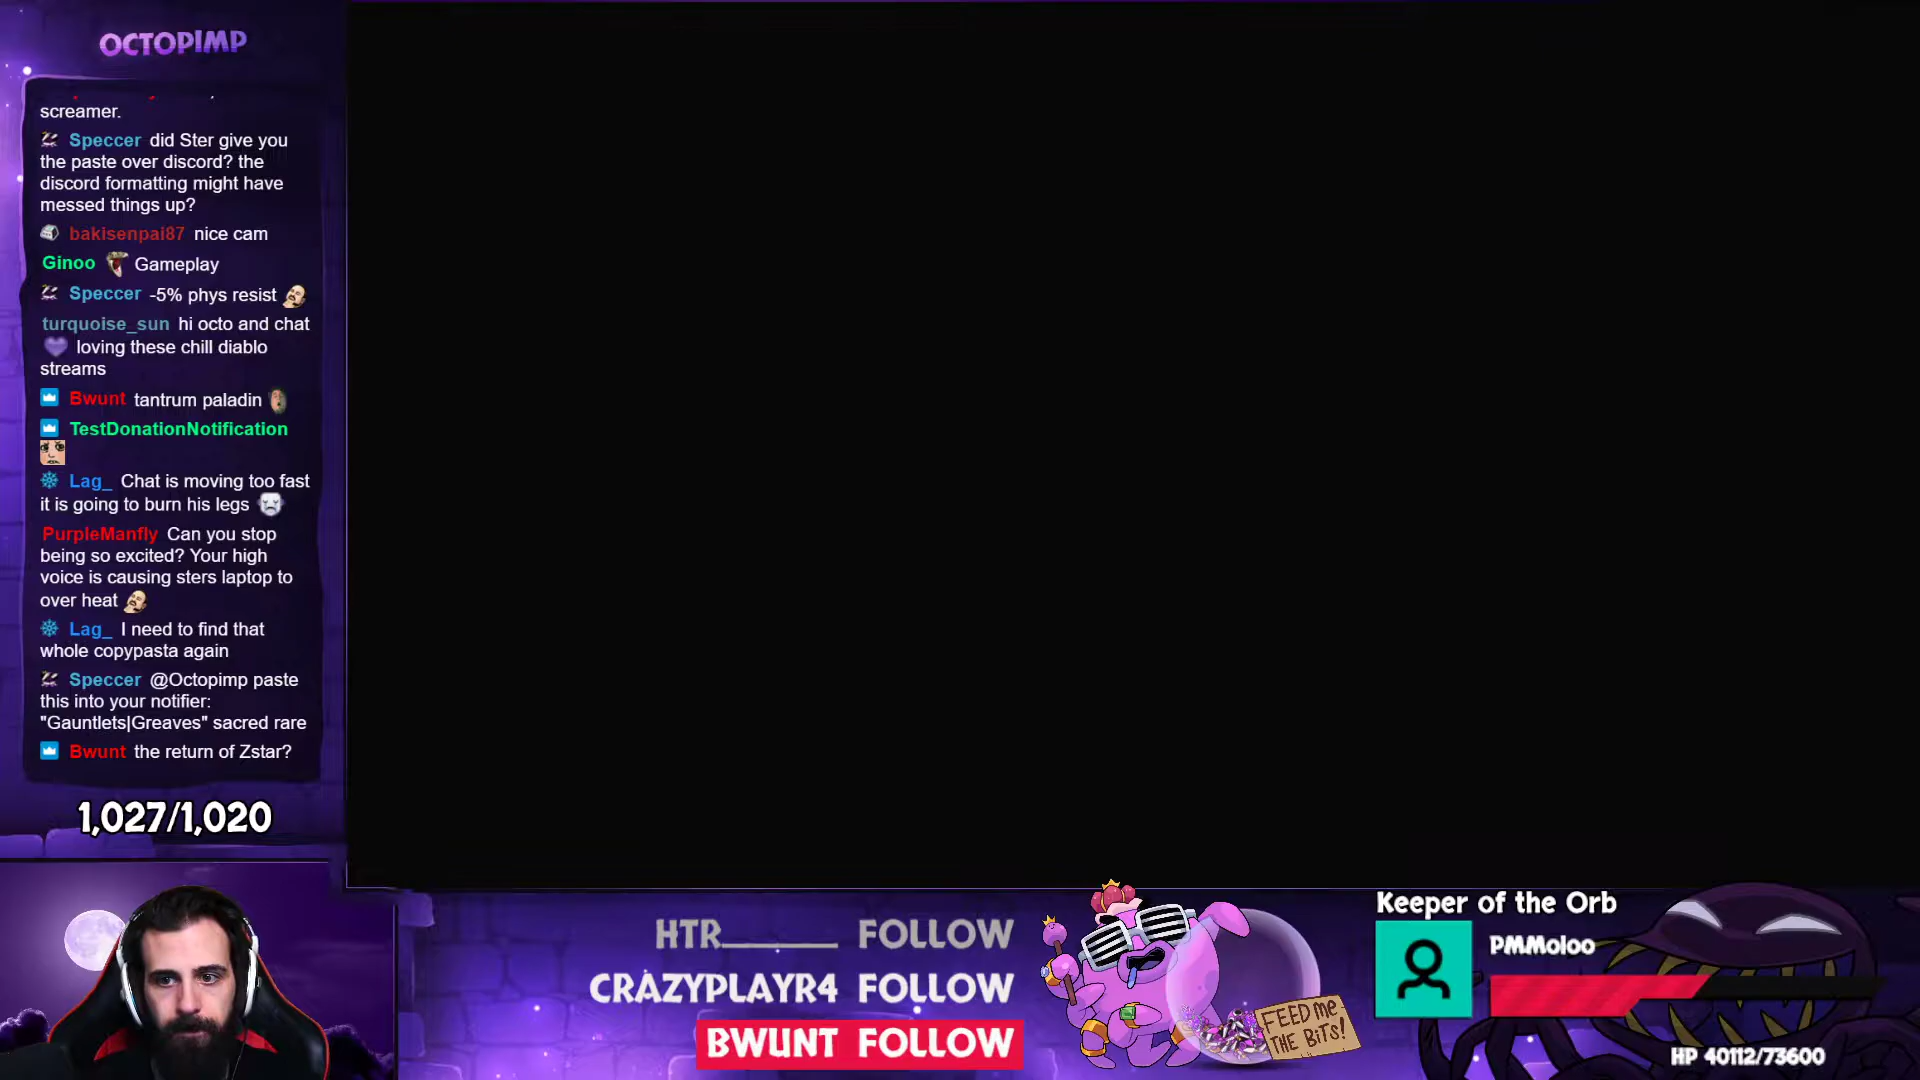 OCTOPIMP
screamer.
Speccer did Ster give you
the paste over discord? the
discord formatting might have
messed things up?
bakisenpai87 nice cam
Ginoo Gameplay
Speccer -5% phys resist
turquoise_sun hi octo and chat
loving these chill diablo
streams
Bwunt tantrum paladin
TestDonationNotification
Lag_ Chat is moving too fast
it is going to burn his legs
PurpleManfly Can you stop
being so excited? Your high
voice is causing sters laptop to
over heat
Lag_ I need to find that
whole copypasta again
Speccer @Octopimp paste
this into your notifier:
"Gauntlets|Greaves" sacred rare
Bwunt the return of Zstar?
1,027/1,020
HTR______ FOLLOW
CRAZYPLAYR4 FOLLOW
BWUNT FOLLOW
FEED ME
THE BITS!
Keeper of the Orb
PMMoloo
HP 40112/73600